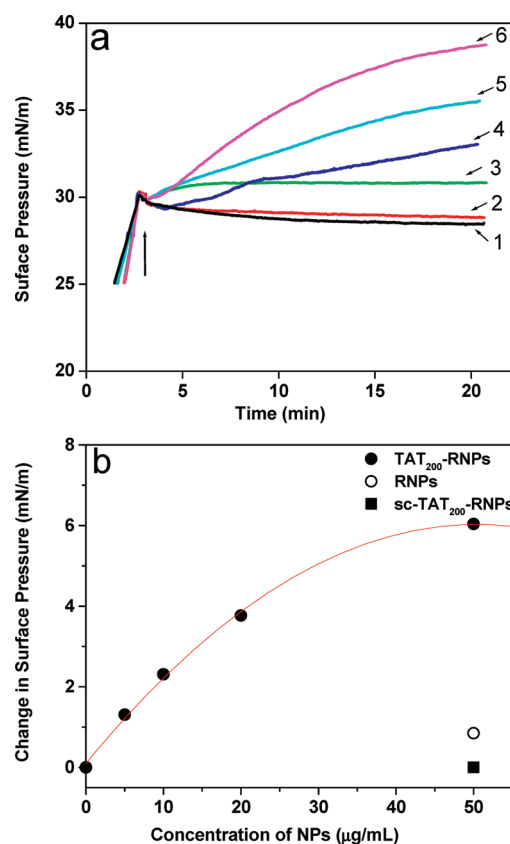 a
40
35
30
25
20
Suface Pressure (mN/m)
6
5
4
3
2
1
0 5 10 15 20
Time (min)
b
8
6
4
2
0
Change in Surface Pressure (mN/m)
TAT200-RNPs
RNPs
sc-TAT200-RNPs
0 10 20 30 40 50
Concentration of NPs (μg/mL)